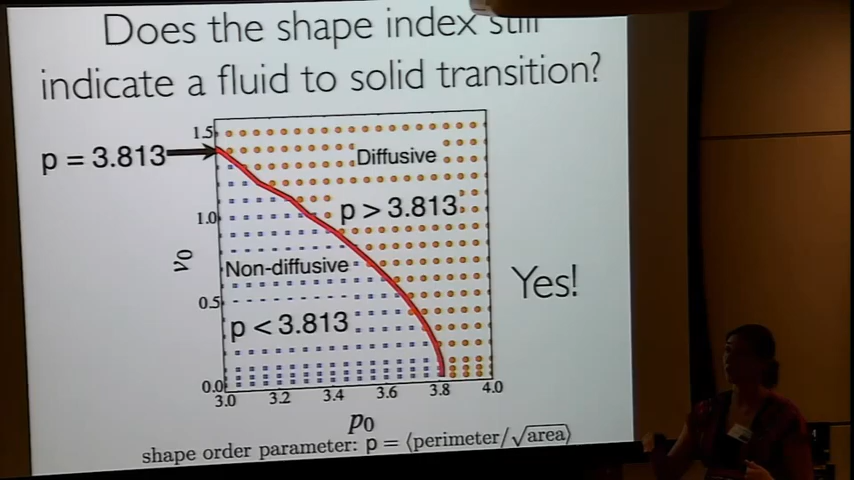 Does the shape index still
indicate a fluid to solid transition?
1.5
p = 3.813
Diffusive
p > 3.813
1.0
v0
Non-diffusive
Yes!
0.5
p < 3.813
0.0
3.0 3.2 3.4 3.6 3.8 4.0
p0
shape order parameter: p = ⟨perimeter/√area⟩